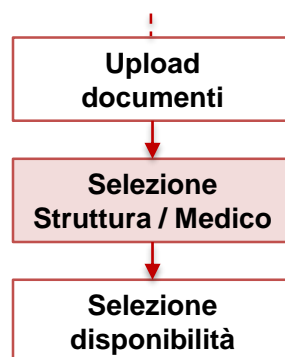 Upload
documenti
Selezione
Struttura / Medico
Selezione
disponibilità